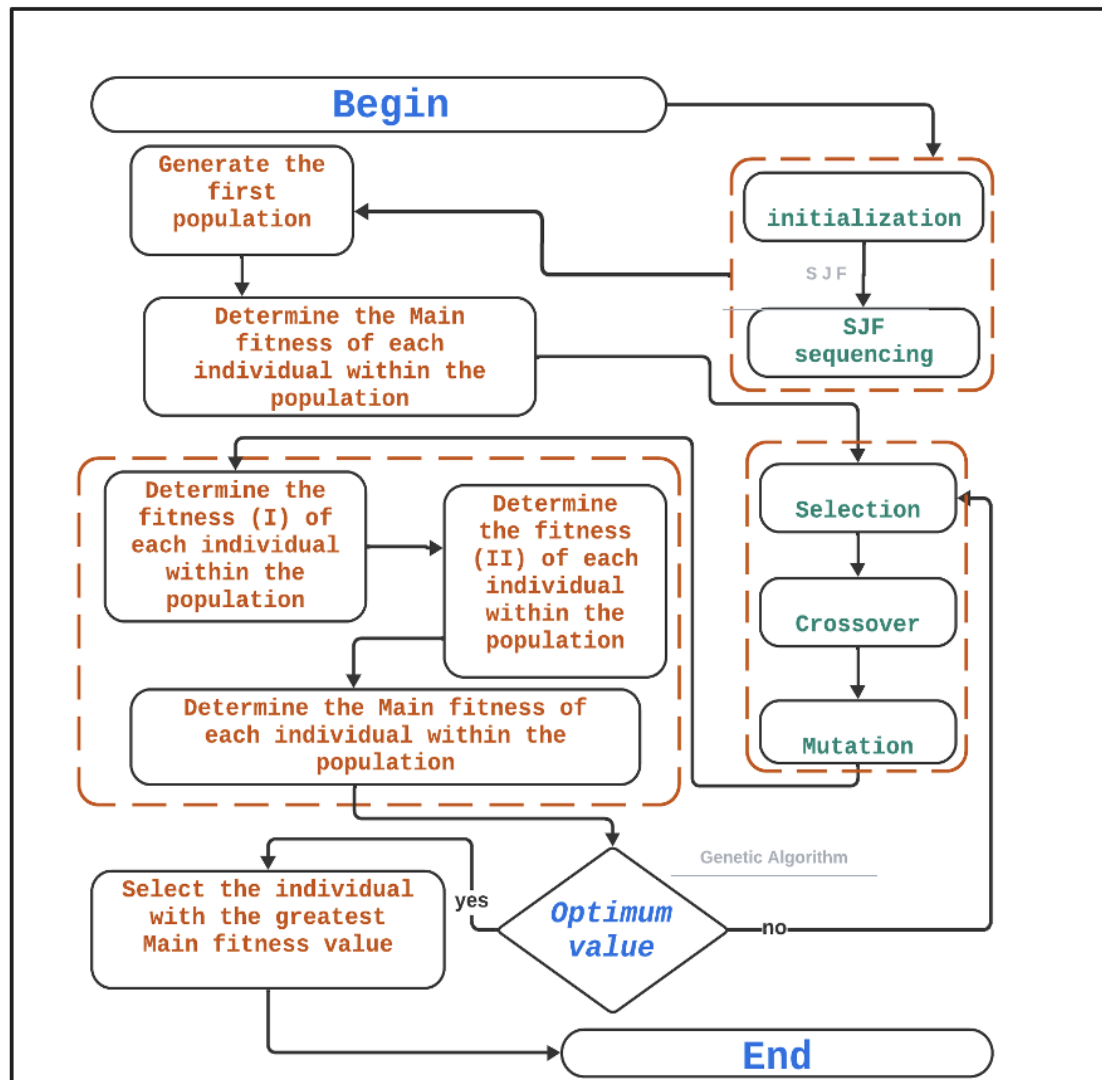 Begin
Generate the
first
population
initialization
SJF
SJF
sequencing
Determine the Main
fitness of each
individual within the
population
Selection
Crossover
Mutation
Determine the
fitness (I) of
each individual
within the
population
Determine
the fitness
(II) of each
individual
within the
population
Determine the Main fitness of
each individual within the
population
Genetic Algorithm
Optimum
value
yes
no
Select the individual
with the greatest
Main fitness value
End